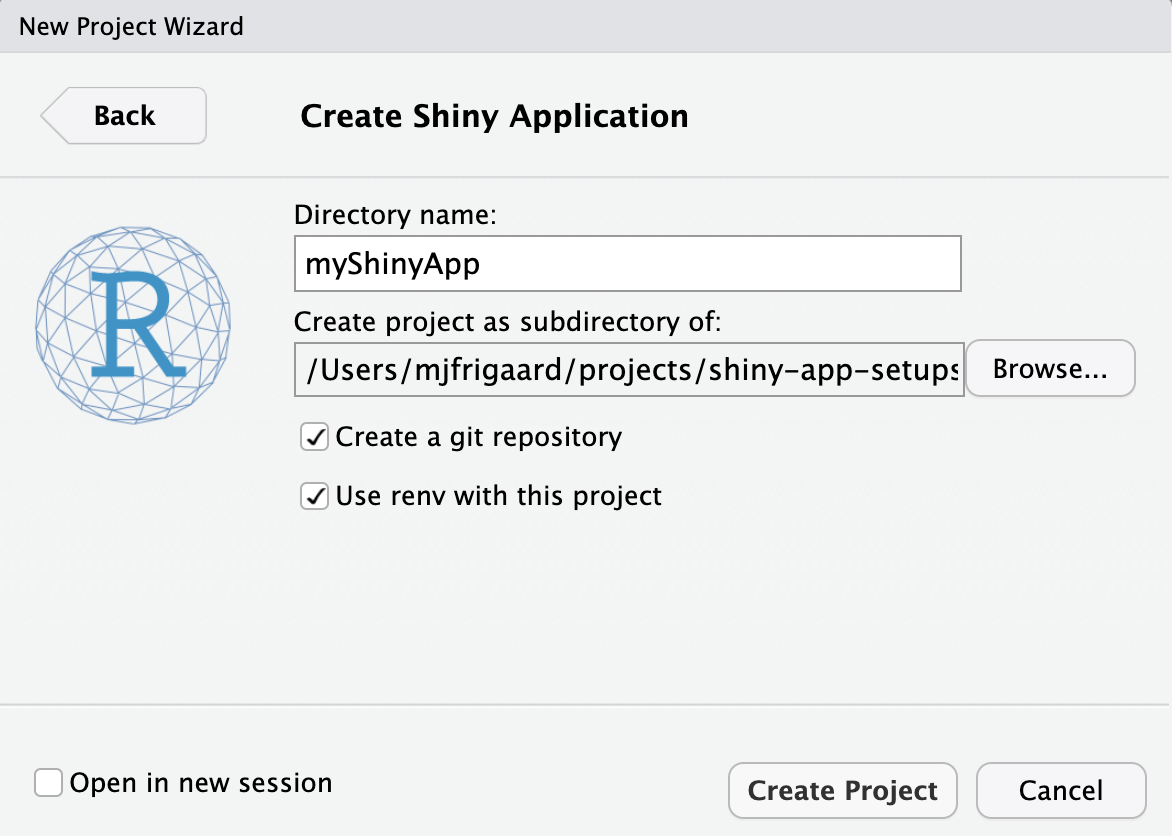 New Project Wizard
Back
Create Shiny Application
Directory name:
myShinyApp
Create project as subdirectory of:
/Users/mjfrigaard/projects/shiny-app-setups
Browse...
R
Create a git repository
Use renv with this project
Open in new session
Create Project
Cancel